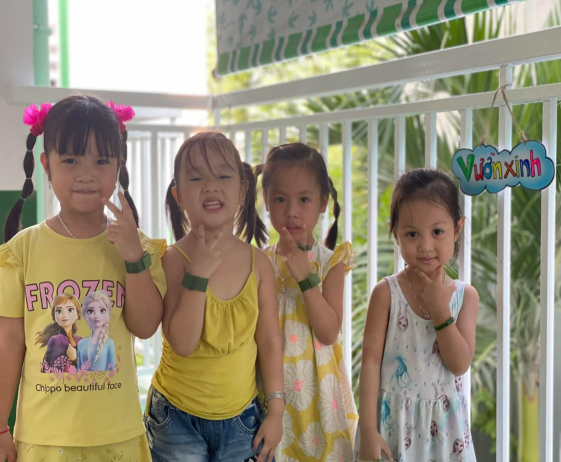 FROZEN
Chippo beautiful face
Vườn xinh